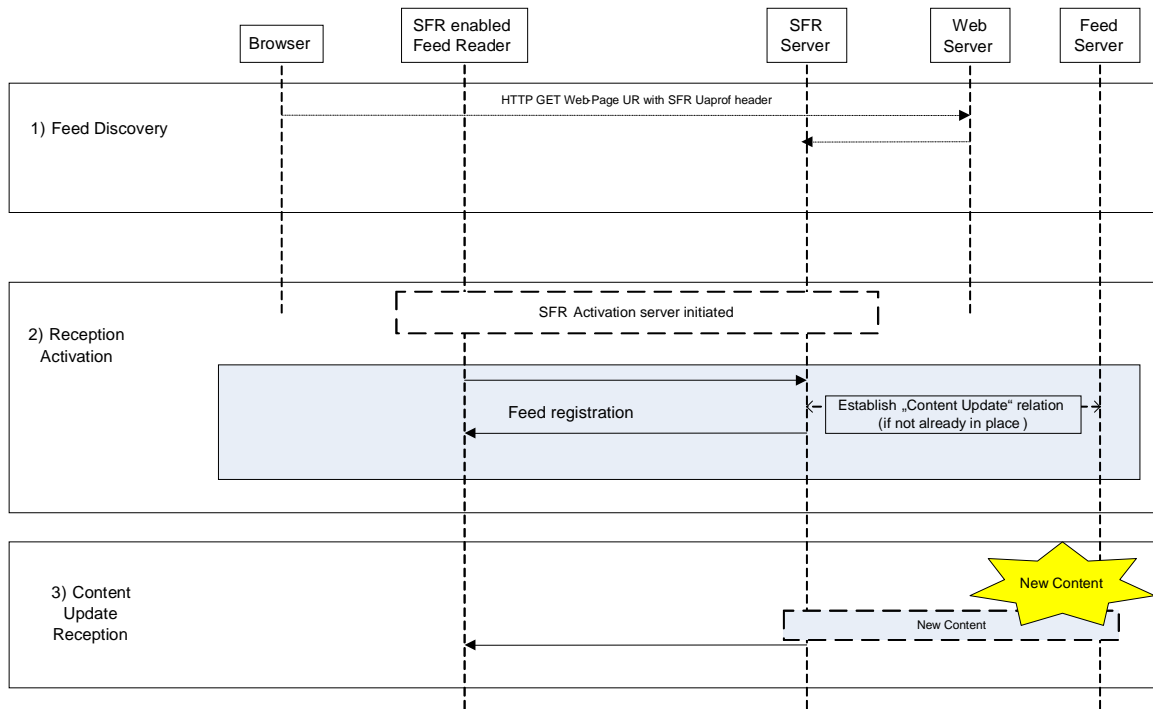 Browser
SFR enabled
Feed Reader
SFR
Server
Web
Server
Feed
Server
1) Feed Discovery
HTTP GET Web-Page UR with SFR Uaprof header
2) Reception
Activation
SFR Activation server initiated
Feed registration
Establish „Content Update“ relation
(if not already in place )
3) Content
Update
Reception
New Content
New Content